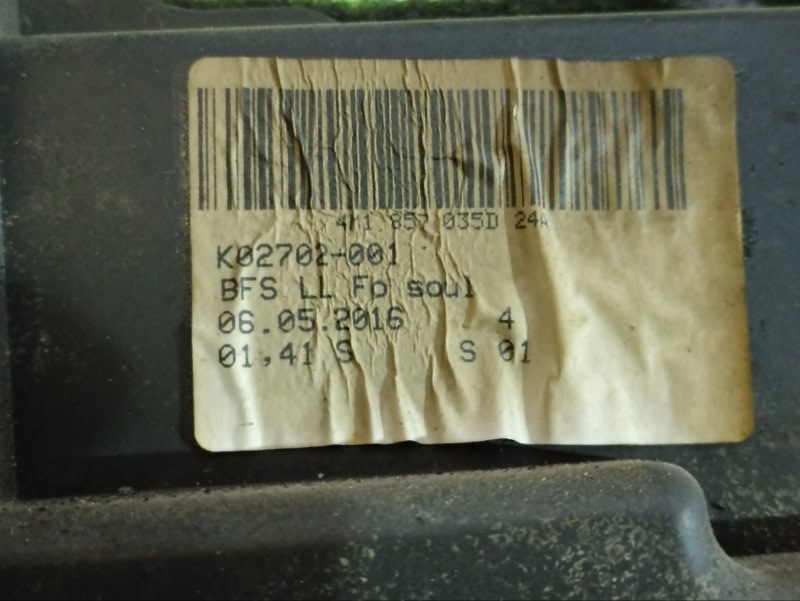 4M1 857 035D 24A
K02702-001
BFS LL Fp soul
06.05.2016 4
01,41 S S 01